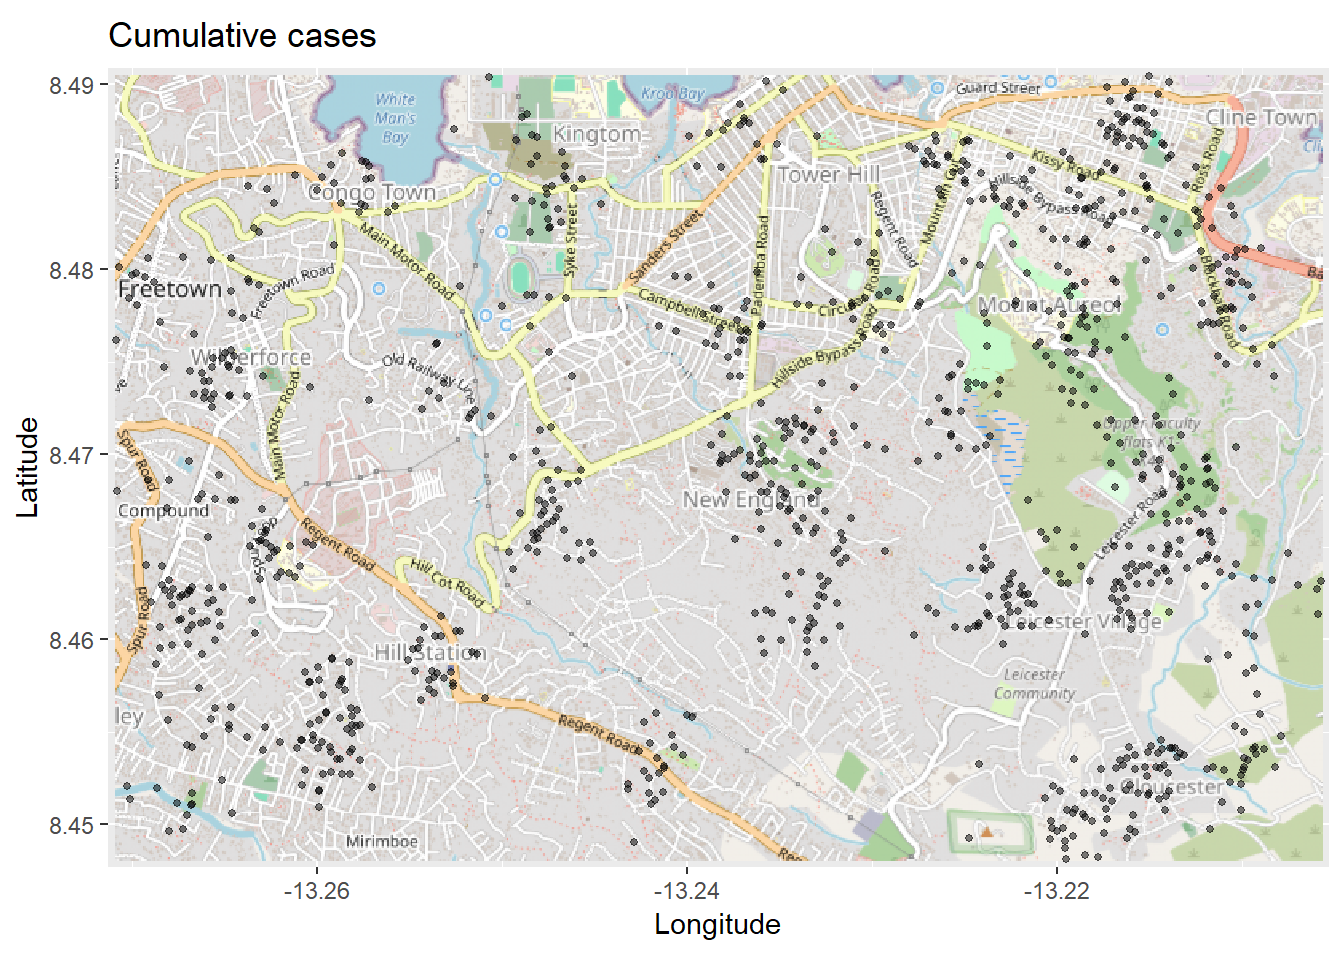 Cumulative cases
8.49
8.48
8.47
8.46
8.45
Latitude
-13.26
-13.24
-13.22
Longitude
White
Man's
Bay
Kroo Bay
Guard Street
Cline Town
Kingtom
Kissy Road
Ross Road
Tower Hill
Congo Town
Hillside Bypass Road
Regent Road
Mountain Cut
Main Motor Road
Syke Street
Sanders Street
Pademba Road
Freetown
Freetown Road
Campbell Street
Circular Road
Mount Aureol
Blackhall Road
Hillside Bypass Road
Wilberforce
Old Railway Line
Main Motor Road
Spur Road
Upper Faculty
flats K1-
New England
Compound
Spur Loop
Regent Road
Leicester Road
Hill Cot Road
Spur Road
Leicester Village
Hill Station
Leicester
Community
ley
Regent Road
Gloucester
Mirimboe